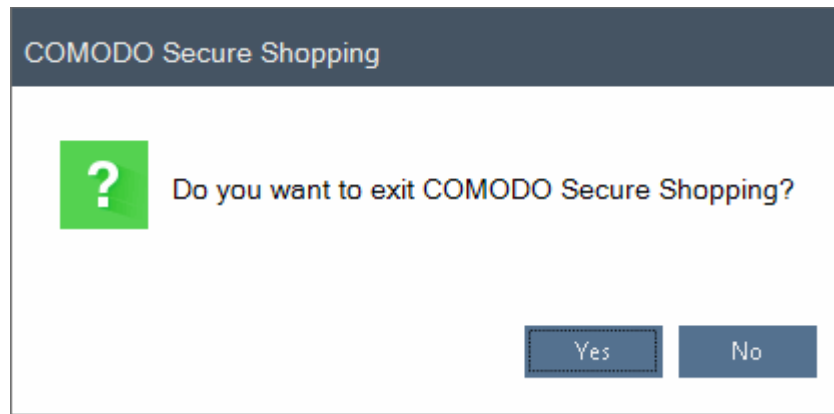 COMODO Secure Shopping
?
Do you want to exit COMODO Secure Shopping?
Yes No